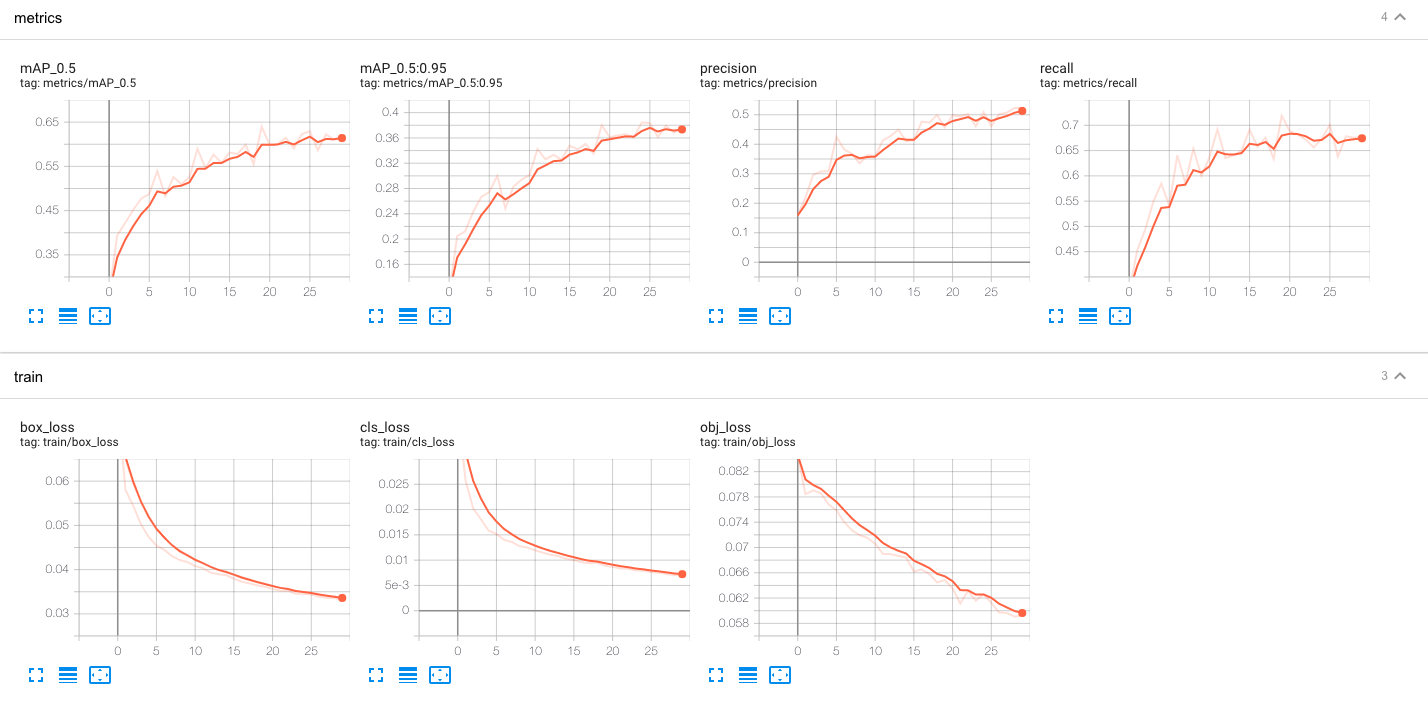 metrics
4
mAP_0.5
tag: metrics/mAP_0.5
0.65
0.55
0.45
0.35
0 5 10 15 20 25
mAP_0.5:0.95
tag: metrics/mAP_0.5:0.95
0.4
0.36
0.32
0.28
0.24
0.2
0.16
0 5 10 15 20 25
precision
tag: metrics/precision
0.5
0.4
0.3
0.2
0.1
0
0 5 10 15 20 25
recall
tag: metrics/recall
0.7
0.65
0.6
0.55
0.5
0.45
0 5 10 15 20 25
train
3
box_loss
tag: train/box_loss
0.06
0.05
0.04
0.03
0 5 10 15 20 25
cls_loss
tag: train/cls_loss
0.025
0.02
0.015
0.01
5e-3
0
0 5 10 15 20 25
obj_loss
tag: train/obj_loss
0.082
0.078
0.074
0.07
0.066
0.062
0.058
0 5 10 15 20 25